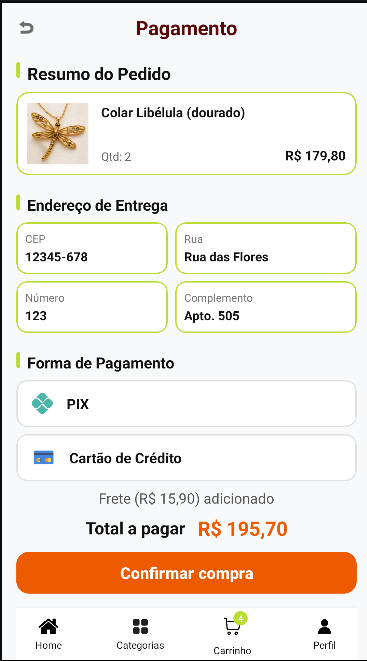 Pagamento
Resumo do Pedido
Colar Libélula (dourado)
Qtd: 2
R$ 179,80
Endereço de Entrega
CEP
12345-678
Rua
Rua das Flores
Número
123
Complemento
Apto. 505
Forma de Pagamento
PIX
Cartão de Crédito
Frete (R$ 15,90) adicionado
Total a pagar R$ 195,70
Confirmar compra
4
Home
Categorias
Carrinho
Perfil